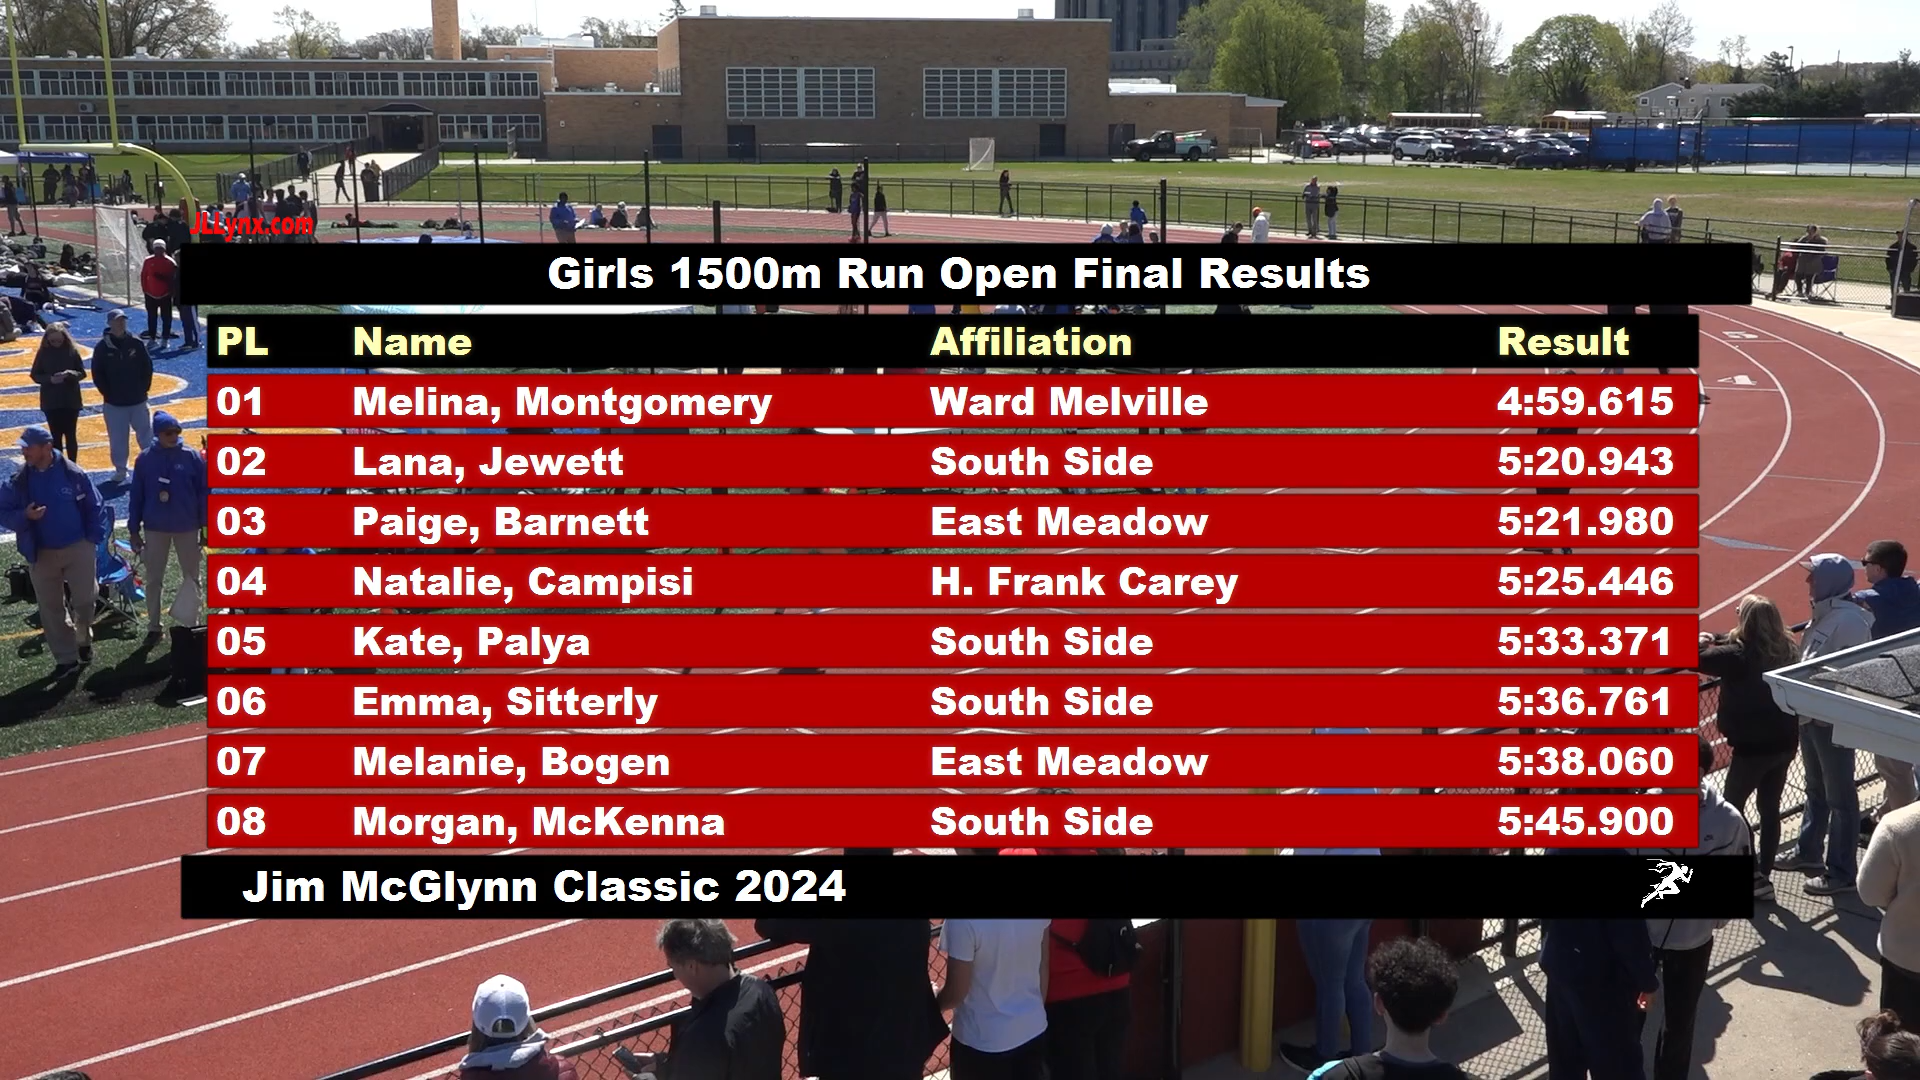 JLLynx.com
Girls 1500m Run Open Final Results
PL Name Affiliation Result
01 Melina, Montgomery Ward Melville 4:59.615
02 Lana, Jewett South Side 5:20.943
03 Paige, Barnett East Meadow 5:21.980
04 Natalie, Campisi H. Frank Carey 5:25.446
05 Kate, Palya South Side 5:33.371
06 Emma, Sitterly South Side 5:36.761
07 Melanie, Bogen East Meadow 5:38.060
08 Morgan, McKenna South Side 5:45.900
Jim McGlynn Classic 2024